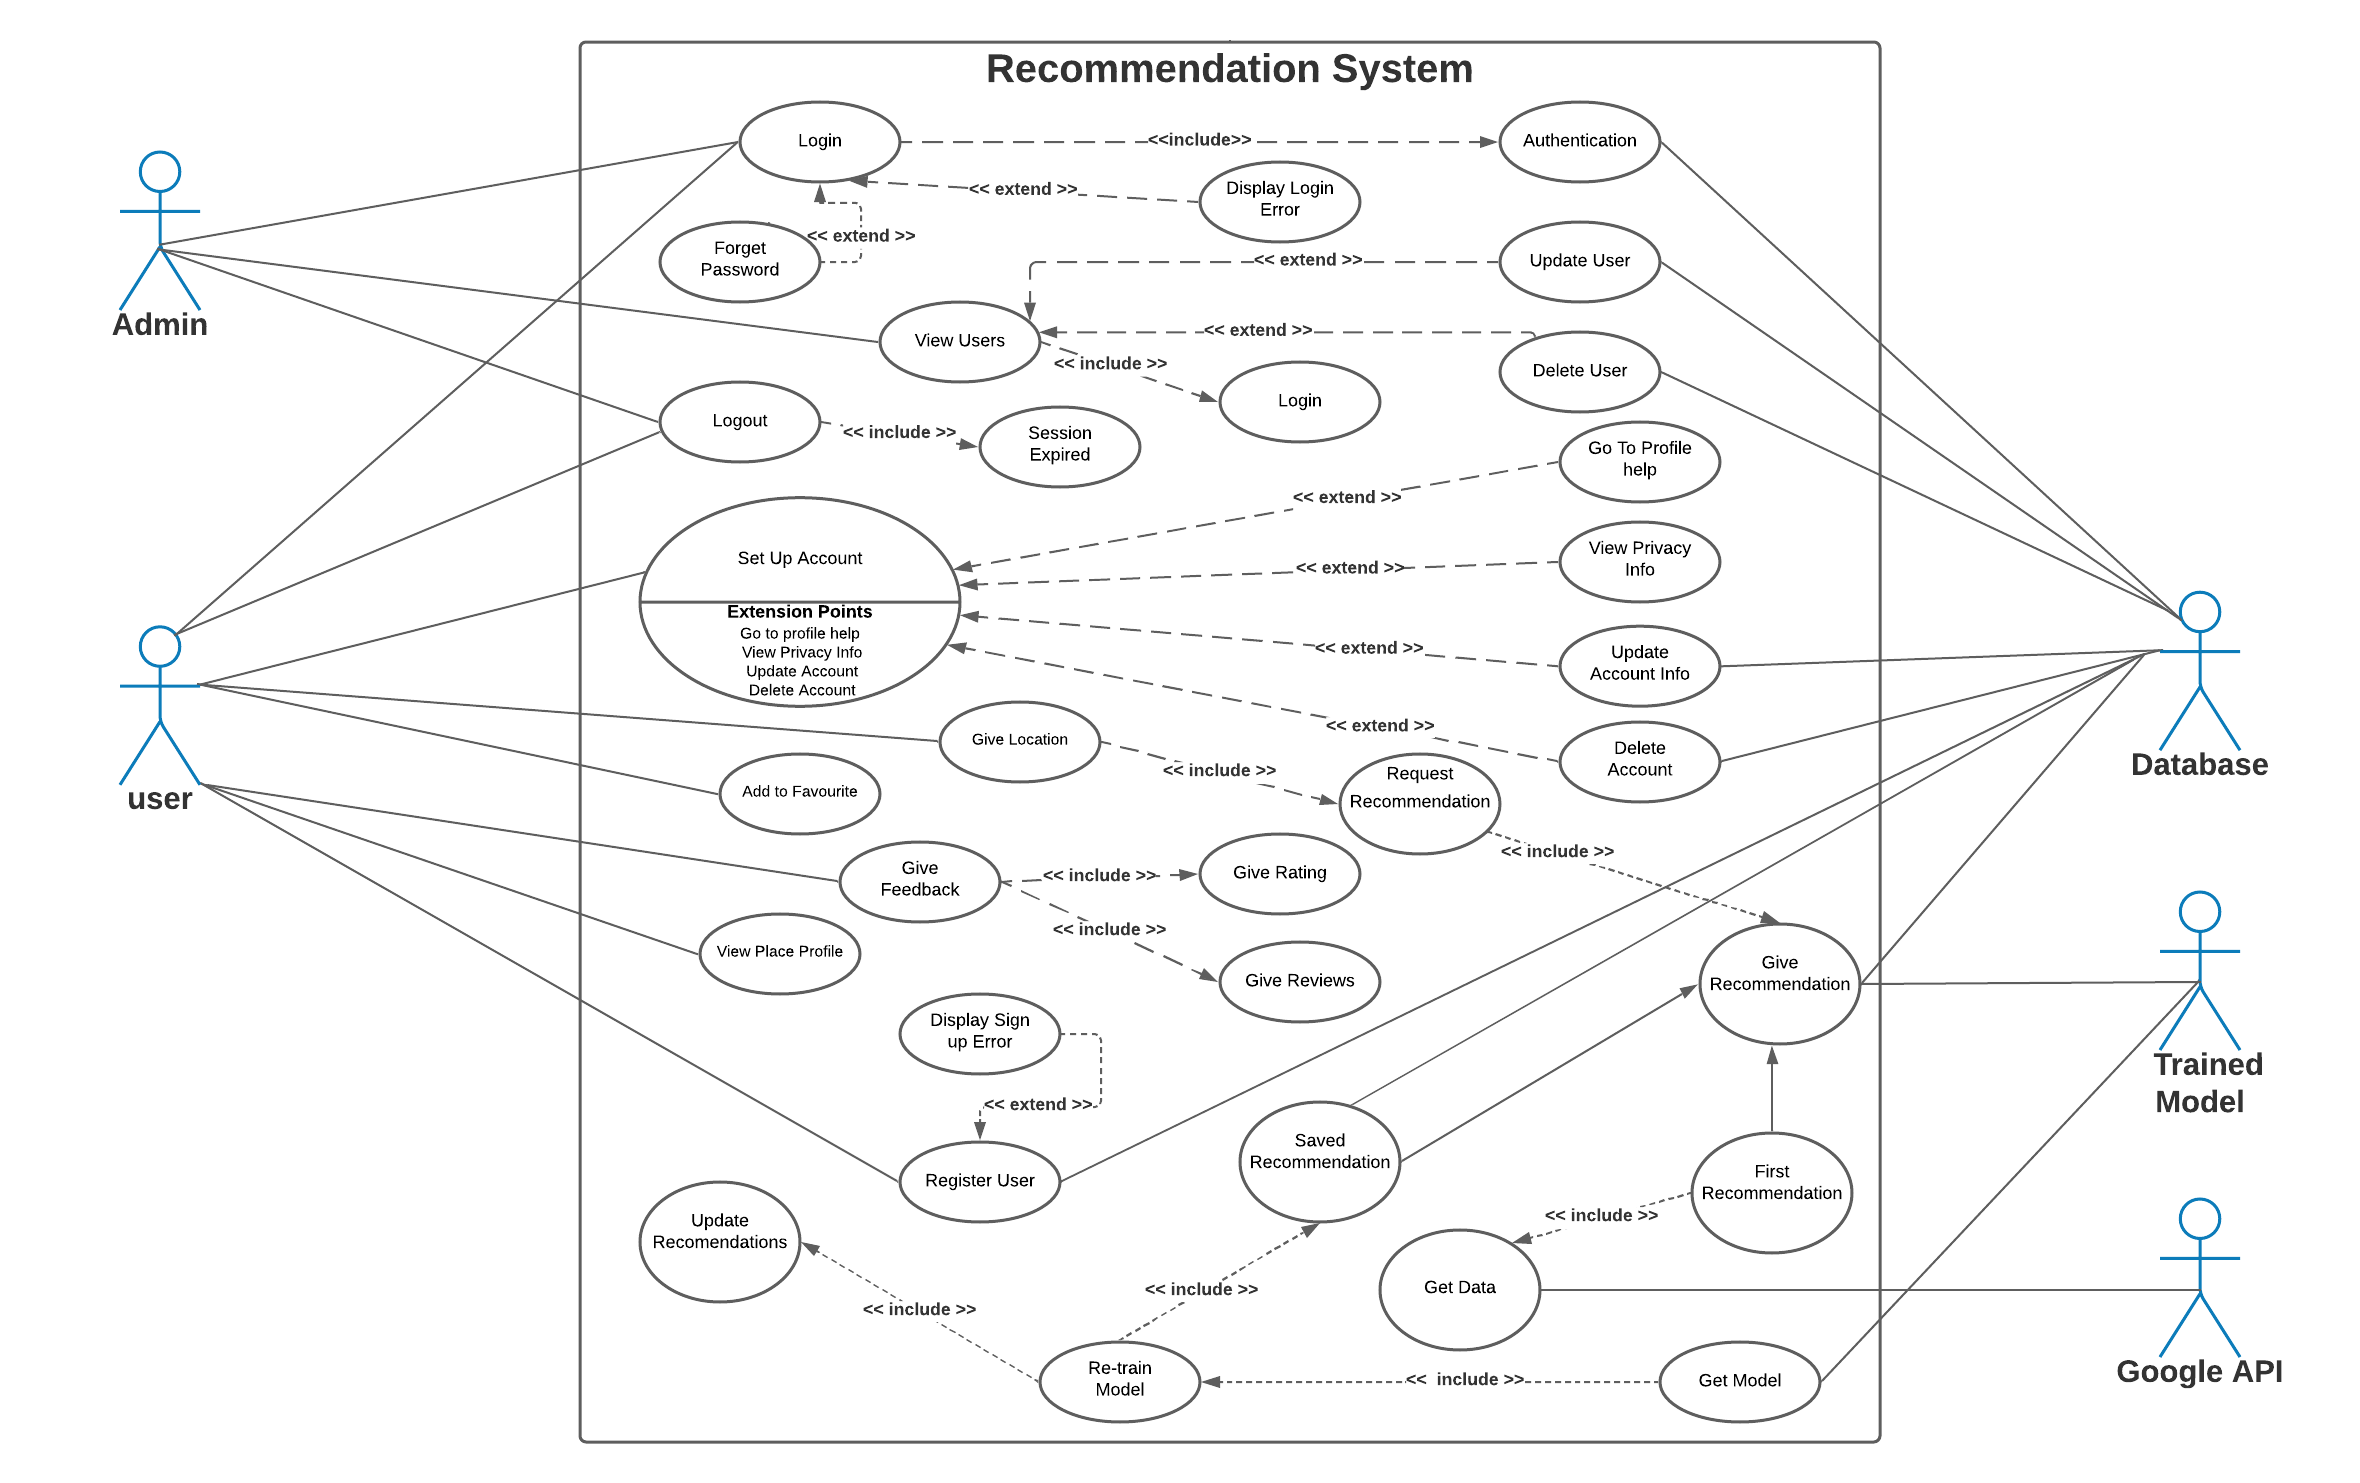 Recommendation System
Login
<<include>>
Authentication
<< extend >>
Display Login
Error
Forget
Password
<< extend >>
<< extend >>
Update User
Admin
View Users
<< extend >>
Delete User
<< include >>
Login
Logout
<< include >>
Session
Expired
Go To Profile
help
<< extend >>
Set Up Account
View Privacy
Info
<< extend >>
Extension Points
Go to profile help
View Privacy Info
Update Account
Delete Account
<< extend >>
Update
Account Info
<< extend >>
Delete
Account
Database
Give Location
<< include >>
Request
Recommendation
user
Add to Favourite
<< include >>
Give
Feedback
<< include >>
Give Rating
<< include >>
View Place Profile
Give Reviews
Give
Recommendation
Display Sign
up Error
Trained
Model
<< extend >>
Saved
Recommendation
Register User
First
Recommendation
Update
Recomendations
<< include >>
<< include >>
Get Data
<< include >>
Re-train
Model
<<  include >>
Get Model
Google API